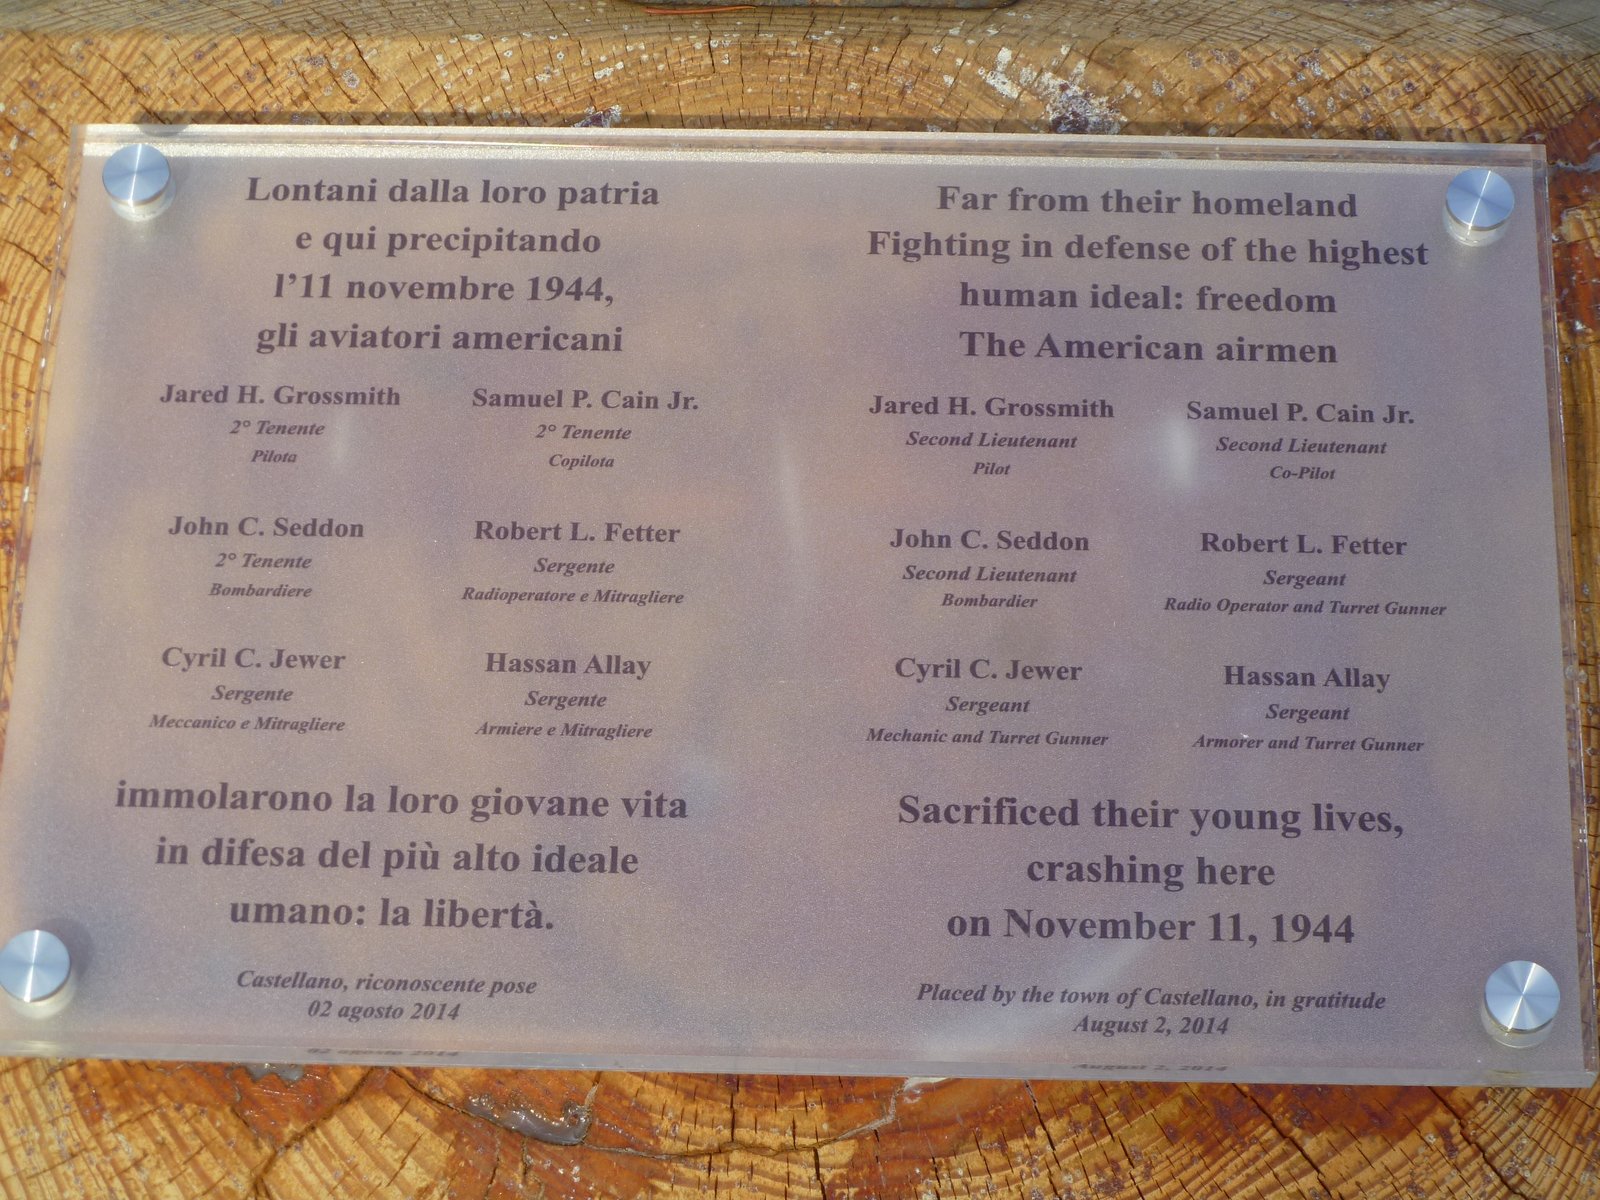 Lontani dalla loro patria
e qui precipitando
l'11 novembre 1944,
gli aviatori americani
Jared H. Grossmith
2° Tenente
Pilota
Samuel P. Cain Jr.
2° Tenente
Copilota
John C. Seddon
2° Tenente
Bombardiere
Robert L. Fetter
Sergente
Radioperatore e Mitragliere
Cyril C. Jewer
Sergente
Meccanico e Mitragliere
Hassan Allay
Sergente
Armiere e Mitragliere
immolarono la loro giovane vita
in difesa del più alto ideale
umano: la libertà.
Castellano, riconoscente pose
02 agosto 2014
Far from their homeland
Fighting in defense of the highest
human ideal: freedom
The American airmen
Jared H. Grossmith
Second Lieutenant
Pilot
Samuel P. Cain Jr.
Second Lieutenant
Co-Pilot
John C. Seddon
Second Lieutenant
Bombardier
Robert L. Fetter
Sergeant
Radio Operator and Turret Gunner
Cyril C. Jewer
Sergeant
Mechanic and Turret Gunner
Hassan Allay
Sergeant
Armorer and Turret Gunner
Sacrificed their young lives,
crashing here
on November 11, 1944
Placed by the town of Castellano, in gratitude
August 2, 2014